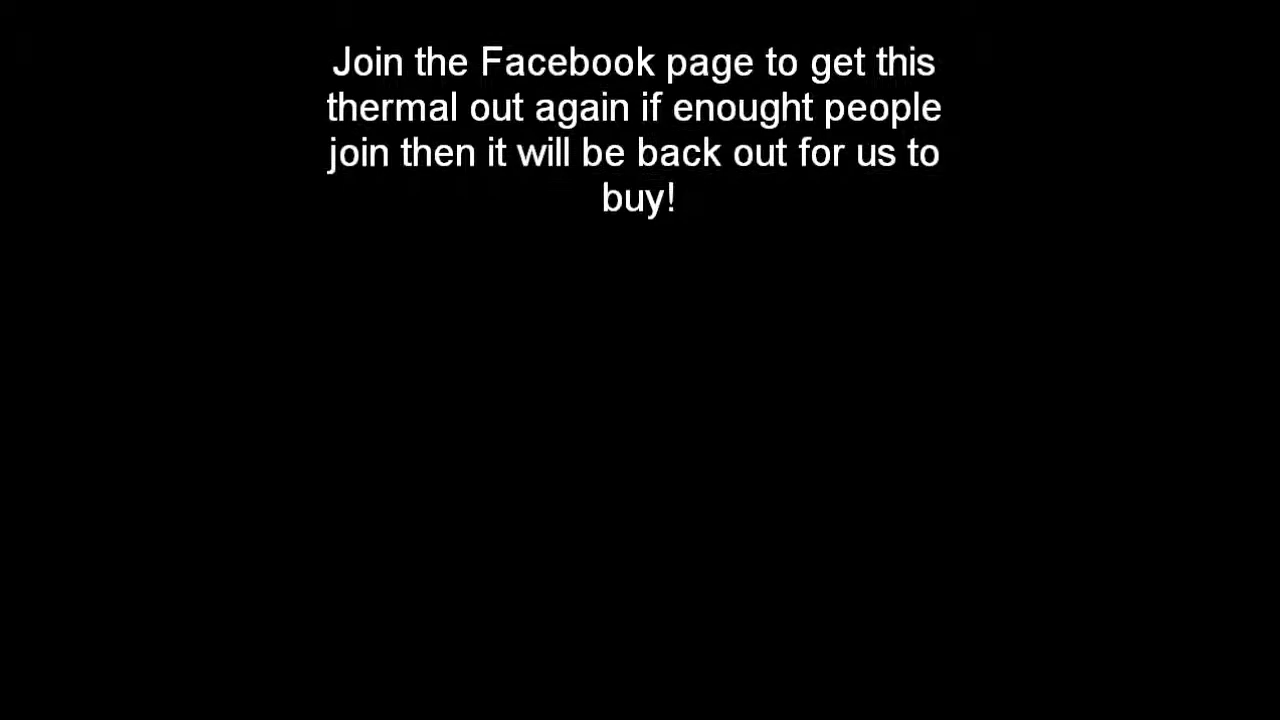 Join the Facebook page to get this
thermal out again if enought people
join then it will be back out for us to
buy!